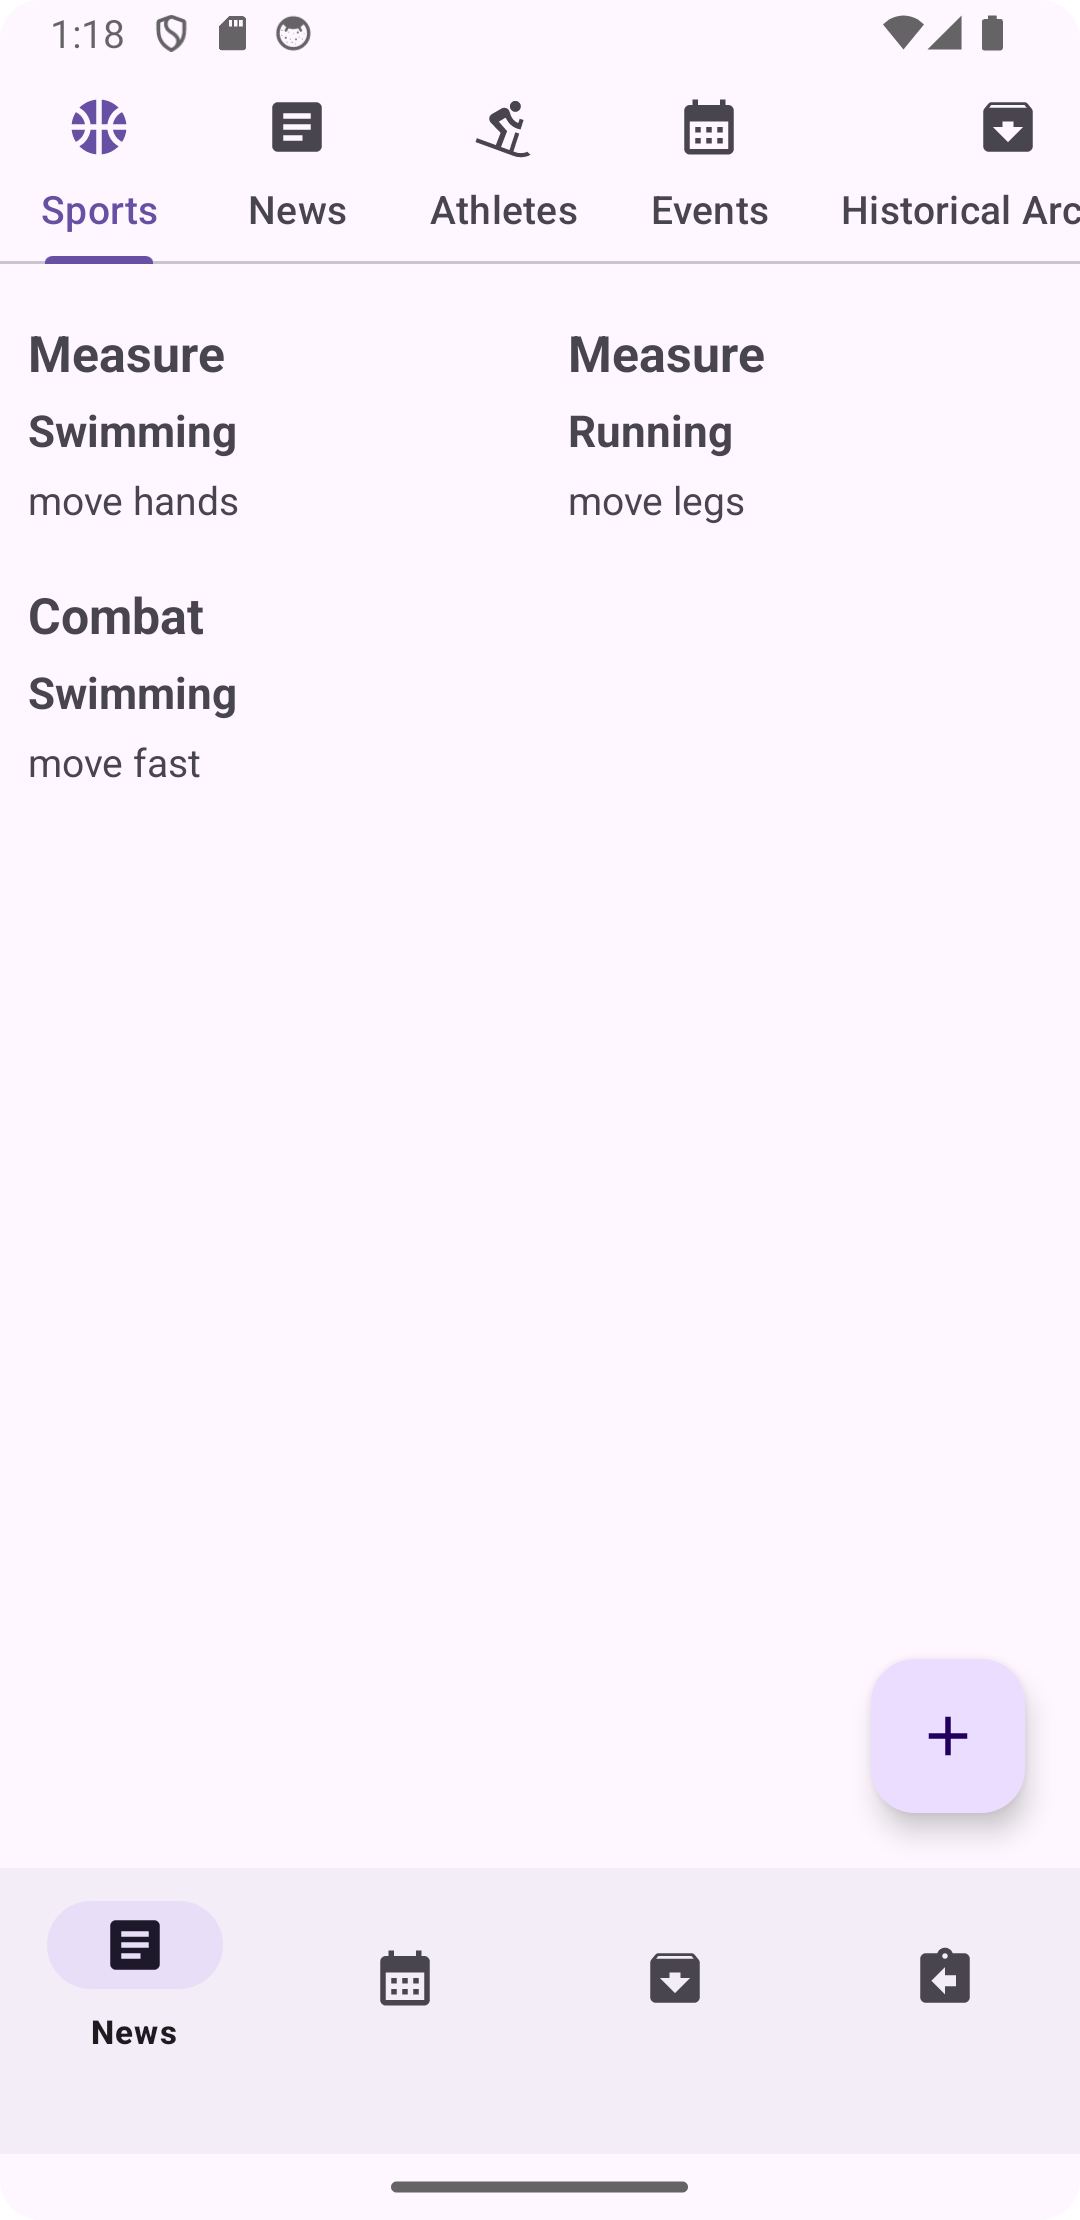 1:18
Sports
News
Athletes
Events
Historical Arc
Measure
Swimming
move hands
Measure
Running
move legs
Combat
Swimming
move fast
News